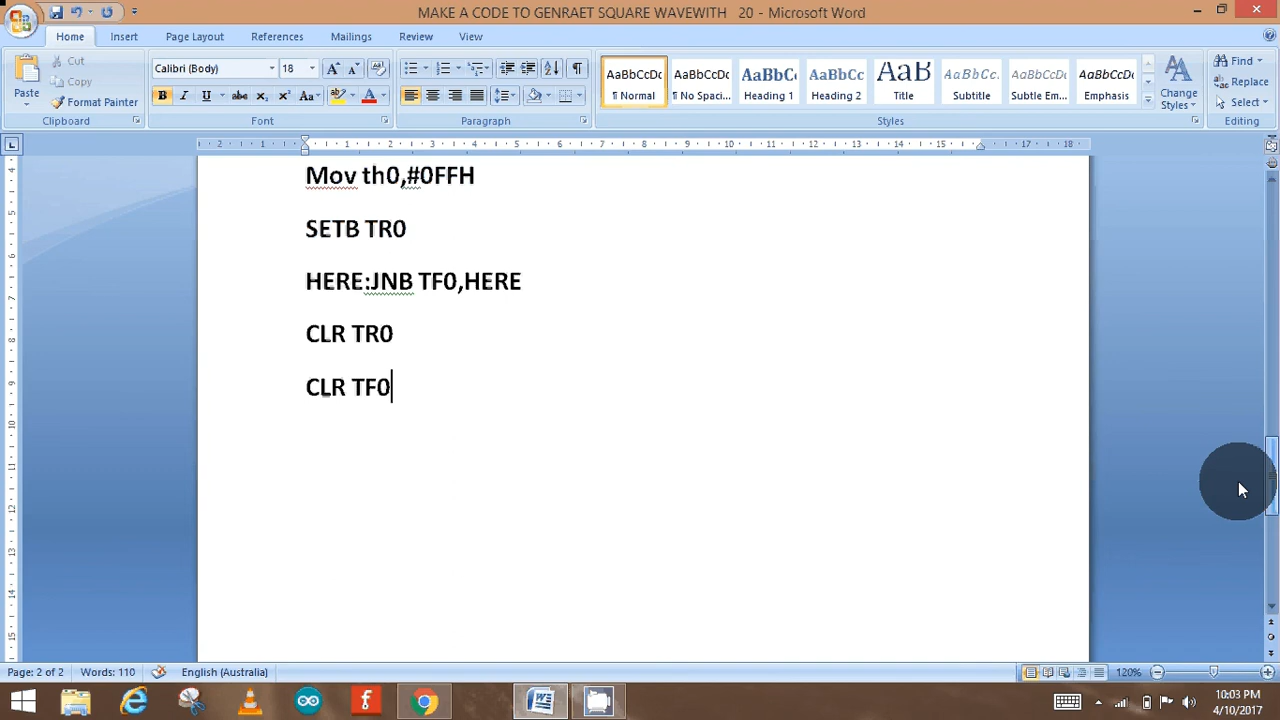 MAKE A CODE TO GENRAET SQUARE WAVEWITH 20 - Microsoft Word
Home Insert Page Layout References Mailings Review View
Paste
Cut
Copy
Format Painter
Clipboard
Calibri (Body) 18
Font
Paragraph
AaBbCcDc AaBbCcDc AaBbCc AaBbCc AaB AaBbCc. AaBbCcDc AaBbCcDc
¶ Normal ¶ No Spaci... Heading 1 Heading 2 Title Subtitle Subtle Em... Emphasis
Change Styles
Styles
Find
Replace
Select
Editing
Mov th0,#0FFH
SETB TR0
HERE:JNB TF0,HERE
CLR TR0
CLR TF0
Page: 2 of 2 Words: 110 English (Australia) 120%
10:03 PM
4/10/2017